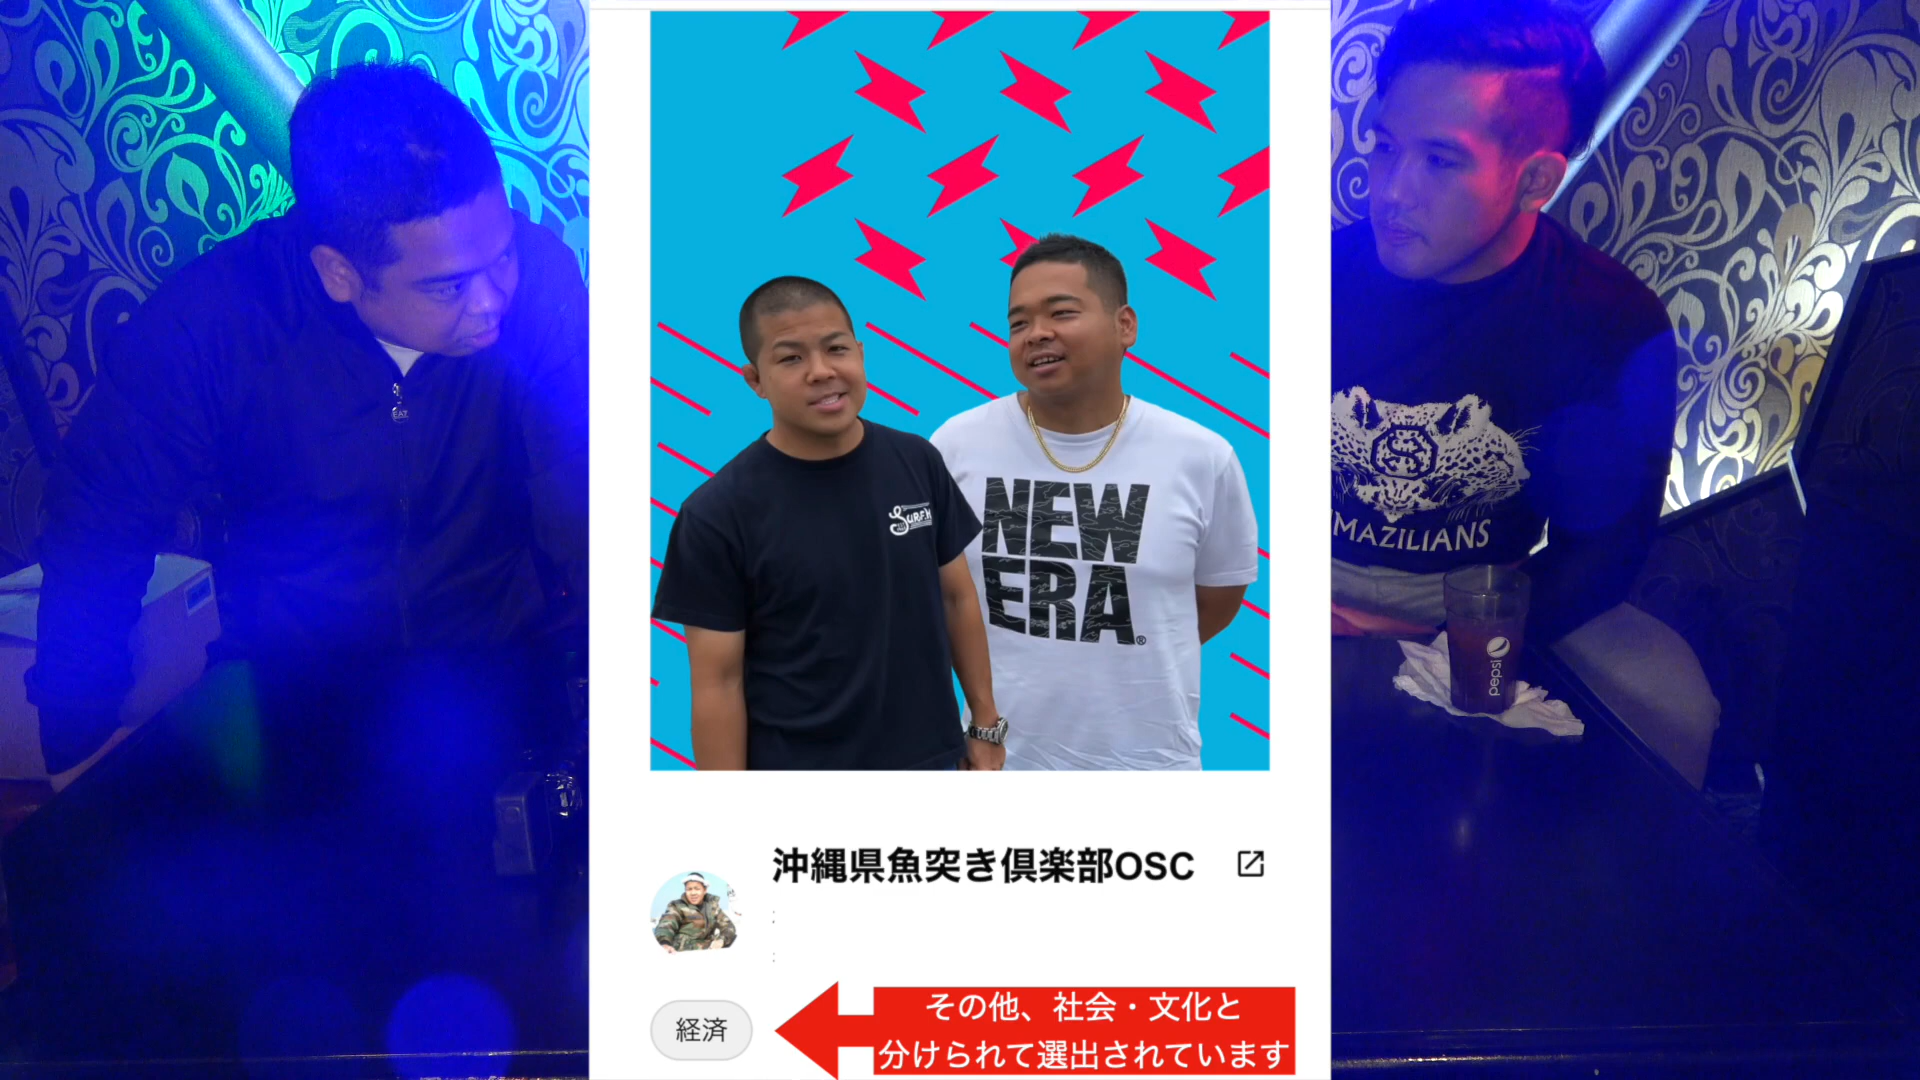 SURF.N
NEW
ERA
®
MAZILIANS
pepsi
沖縄県魚突き倶楽部OSC
経済
その他、社会・文化と
分けられて選出されています